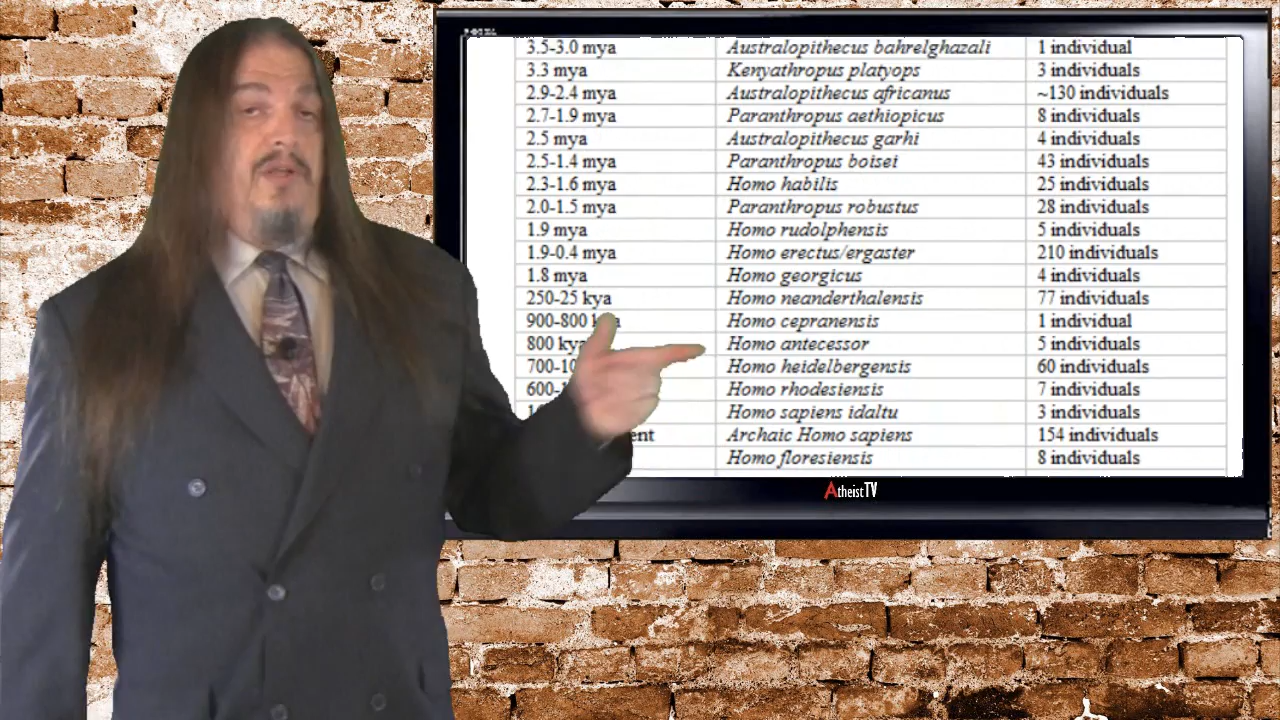 3.5-3.0 mya Australopithecus bahrelghazali 1 individual
3.3 mya Kenyathropus platyops 3 individuals
2.9-2.4 mya Australopithecus africanus ~130 individuals
2.7-1.9 mya Paranthropus aethiopicus 8 individuals
2.5 mya Australopithecus garhi 4 individuals
2.5-1.4 mya Paranthropus boisei 43 individuals
2.3-1.6 mya Homo habilis 25 individuals
2.0-1.5 mya Paranthropus robustus 28 individuals
1.9 mya Homo rudolphensis 5 individuals
1.9-0.4 mya Homo erectus/ergaster 210 individuals
1.8 mya Homo georgicus 4 individuals
250-25 kya Homo neanderthalensis 77 individuals
900-800 Homo cepranensis 1 individual
800 kya Homo antecessor 5 individuals
Homo heidelbergensis 60 individuals
Homo rhodesiensis 7 individuals
Homo sapiens idaltu 3 individuals
Archaic Homo sapiens 154 individuals
Homo floresiensis 8 individuals
AtheistTV